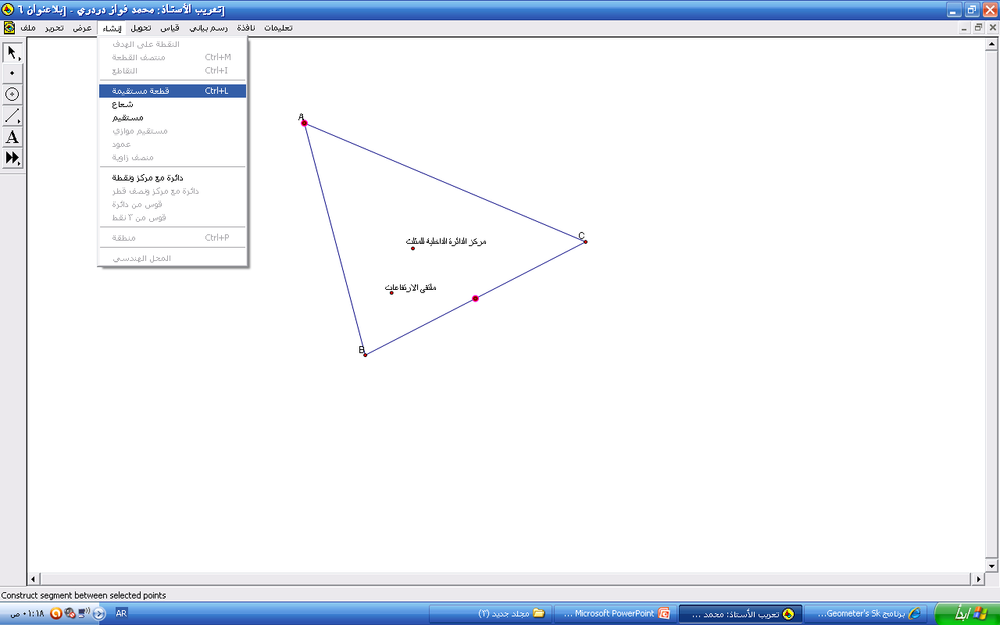 [تعريب الأستاذ: محمد فواز دردري - [بلاعنوان ٦
ملف تحرير عرض إنشاء تحويل قياس رسم بياني نافذة تعليمات
النقطة على الهدف
منتصف القطعة Ctrl+M
التقاطع Ctrl+I
قطعة مستقيمة Ctrl+L
شعاع
مستقيم
مستقيم موازي
عمود
منصف زاوية
دائرة مع مركز ونقطة
دائرة مع مركز ونصف قطر
قوس من دائرة
قوس من ٣ نقط
منطقة Ctrl+P
المحل الهندسي
A
A
C
مركز الدائرة الداخلية للمثلث
ملتقى الارتفاعات
B
Construct segment between selected points
ابدأ
برنامج Geometer's Sk...
تعريب الأستاذ: محمد ...
Microsoft PowerPoint ...
مجلد جديد (٢)
AR
٠١:١٨ ص